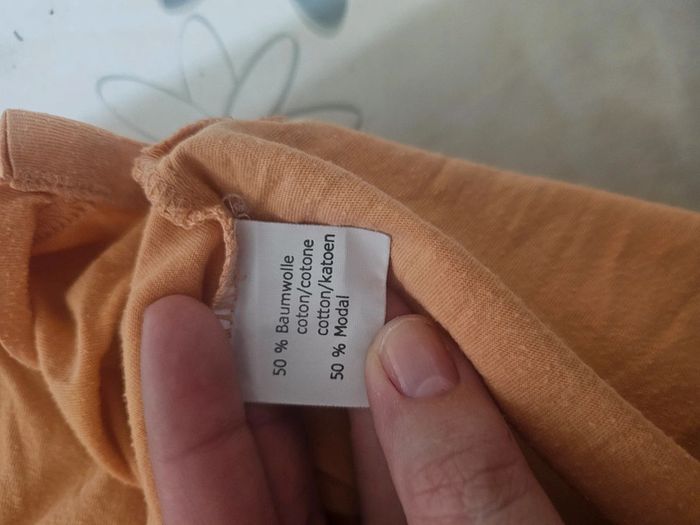 50 % Baumwolle
coton/cotone
cotton/katoen
50 % Modal